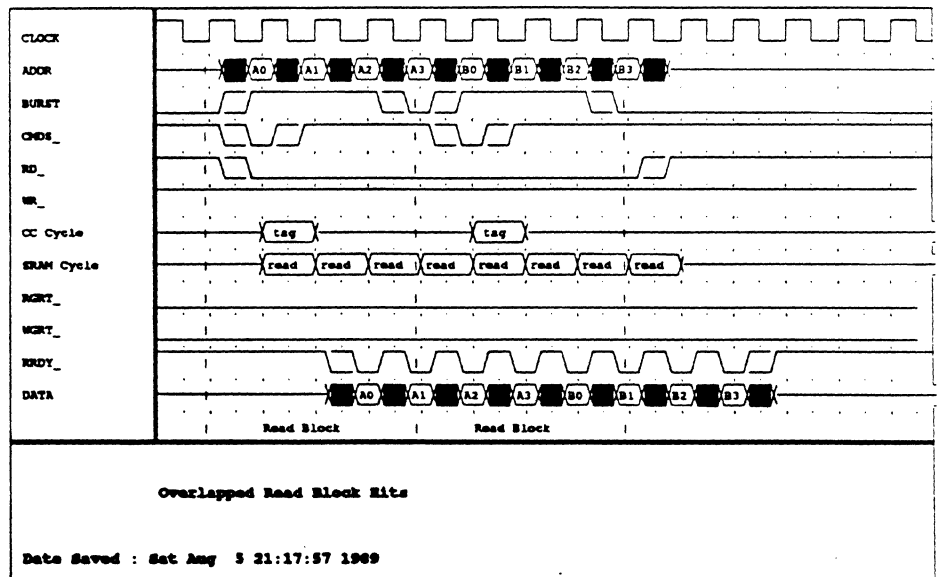 CLOCK
ADDR A0 A1 A2 A3 B0 B1 B2 B3
BURST
CMDS_
RD_
WR_
CC Cycle tag tag
SRAM Cycle read read read read read read read read
RGRT_
WGRT_
RRDY_
DATA A0 A1 A2 A3 B0 B1 B2 B3
Read Block Read Block
Overlapped Read Block Hits
Date Saved : Sat Aug 5 21:17:57 1989